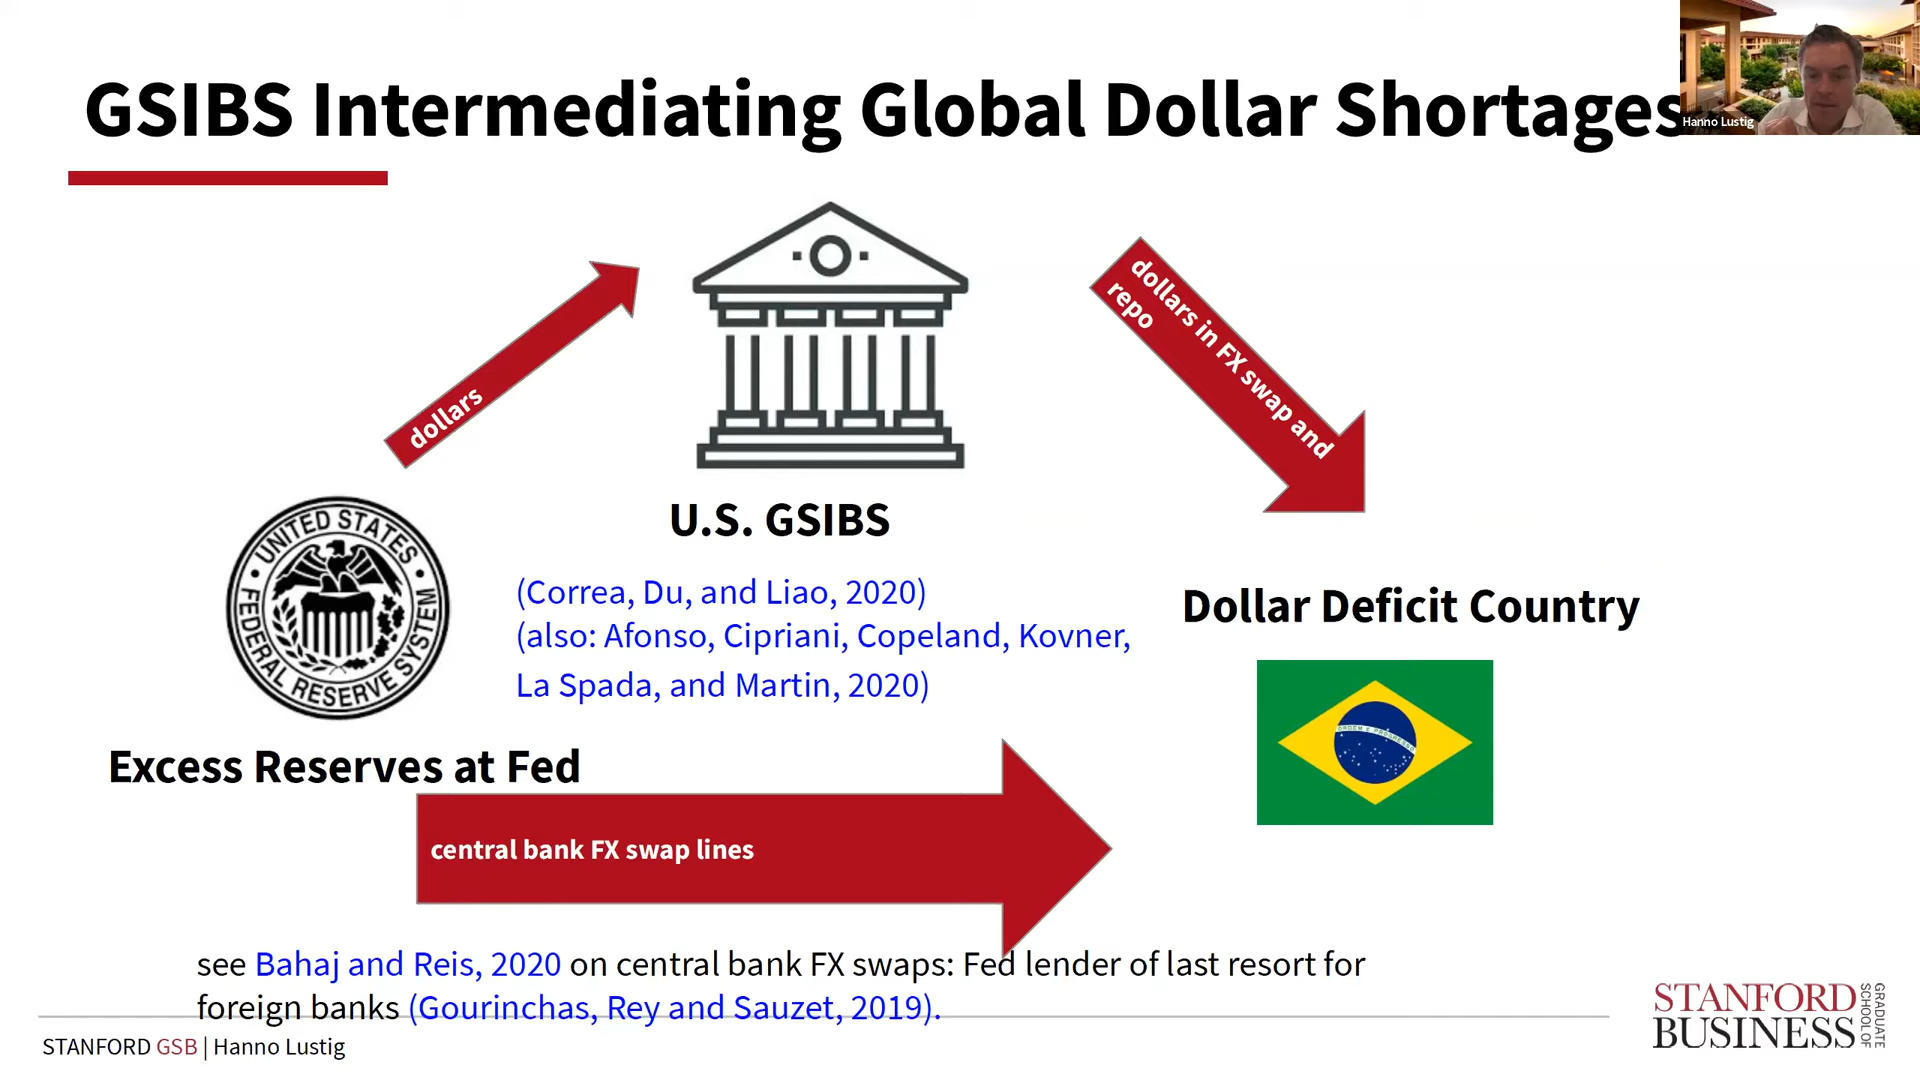 GSIBS Intermediating Global Dollar Shortages
Hanno Lustig
dollars in FX swap and
repo
dollars
UNITED STATES
FEDERAL RESERVE SYSTEM
U.S. GSIBS
(Correa, Du, and Liao, 2020)
(also: Afonso, Cipriani, Copeland, Kovner,
La Spada, and Martin, 2020)
Dollar Deficit Country
ORDEM E PROGRESSO
Excess Reserves at Fed
central bank FX swap lines
see Bahaj and Reis, 2020 on central bank FX swaps: Fed lender of last resort for
foreign banks (Gourinchas, Rey and Sauzet, 2019).
STANFORD GSB | Hanno Lustig
STANFORD
BUSINESS
GRADUATE
SCHOOL OF